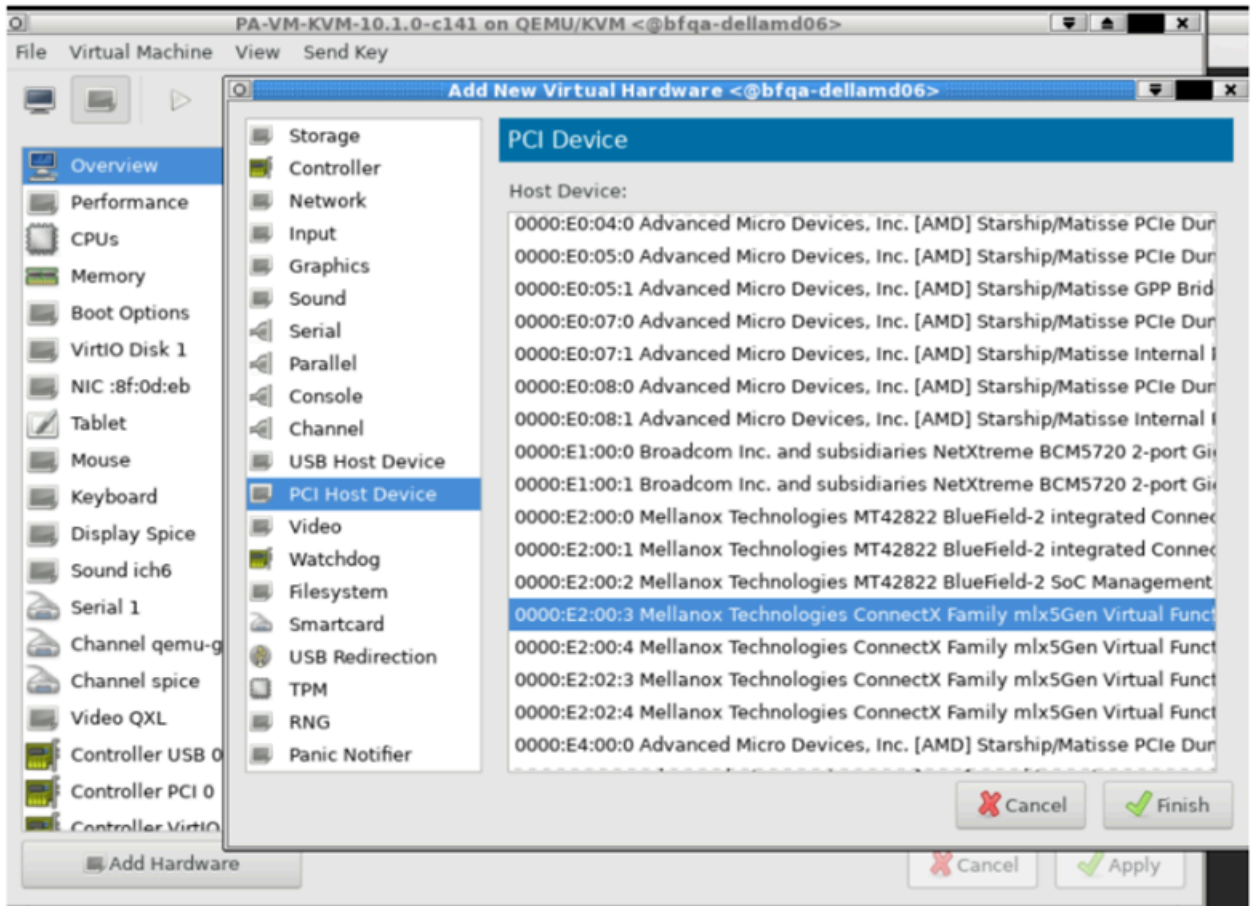 PA-VM-KVM-10.1.0-c141 on QEMU/KVM <@bfqa-dellamd06>
File Virtual Machine View Send Key
Add New Virtual Hardware <@bfqa-dellamd06>
Overview
Performance
CPUs
Memory
Boot Options
VirtIO Disk 1
NIC :8f:0d:eb
Tablet
Mouse
Keyboard
Display Spice
Sound ich6
Serial 1
Channel qemu-g
Channel spice
Video QXL
Controller USB 0
Controller PCI 0
Controller VirtIO
Add Hardware
Storage
Controller
Network
Input
Graphics
Sound
Serial
Parallel
Console
Channel
USB Host Device
PCI Host Device
Video
Watchdog
Filesystem
Smartcard
USB Redirection
TPM
RNG
Panic Notifier
PCI Device
Host Device:
0000:E0:04:0 Advanced Micro Devices, Inc. [AMD] Starship/Matisse PCIe Dum
0000:E0:05:0 Advanced Micro Devices, Inc. [AMD] Starship/Matisse PCIe Dum
0000:E0:05:1 Advanced Micro Devices, Inc. [AMD] Starship/Matisse GPP Brid
0000:E0:07:0 Advanced Micro Devices, Inc. [AMD] Starship/Matisse PCIe Dum
0000:E0:07:1 Advanced Micro Devices, Inc. [AMD] Starship/Matisse Internal
0000:E0:08:0 Advanced Micro Devices, Inc. [AMD] Starship/Matisse PCIe Dum
0000:E0:08:1 Advanced Micro Devices, Inc. [AMD] Starship/Matisse Internal
0000:E1:00:0 Broadcom Inc. and subsidiaries NetXtreme BCM5720 2-port Gi
0000:E1:00:1 Broadcom Inc. and subsidiaries NetXtreme BCM5720 2-port Gi
0000:E2:00:0 Mellanox Technologies MT42822 BlueField-2 integrated Connec
0000:E2:00:1 Mellanox Technologies MT42822 BlueField-2 integrated Connec
0000:E2:00:2 Mellanox Technologies MT42822 BlueField-2 SoC Management
0000:E2:00:3 Mellanox Technologies ConnectX Family mlx5Gen Virtual Funct
0000:E2:00:4 Mellanox Technologies ConnectX Family mlx5Gen Virtual Funct
0000:E2:02:3 Mellanox Technologies ConnectX Family mlx5Gen Virtual Funct
0000:E2:02:4 Mellanox Technologies ConnectX Family mlx5Gen Virtual Funct
0000:E4:00:0 Advanced Micro Devices, Inc. [AMD] Starship/Matisse PCIe Dum
Cancel Finish
Cancel Apply